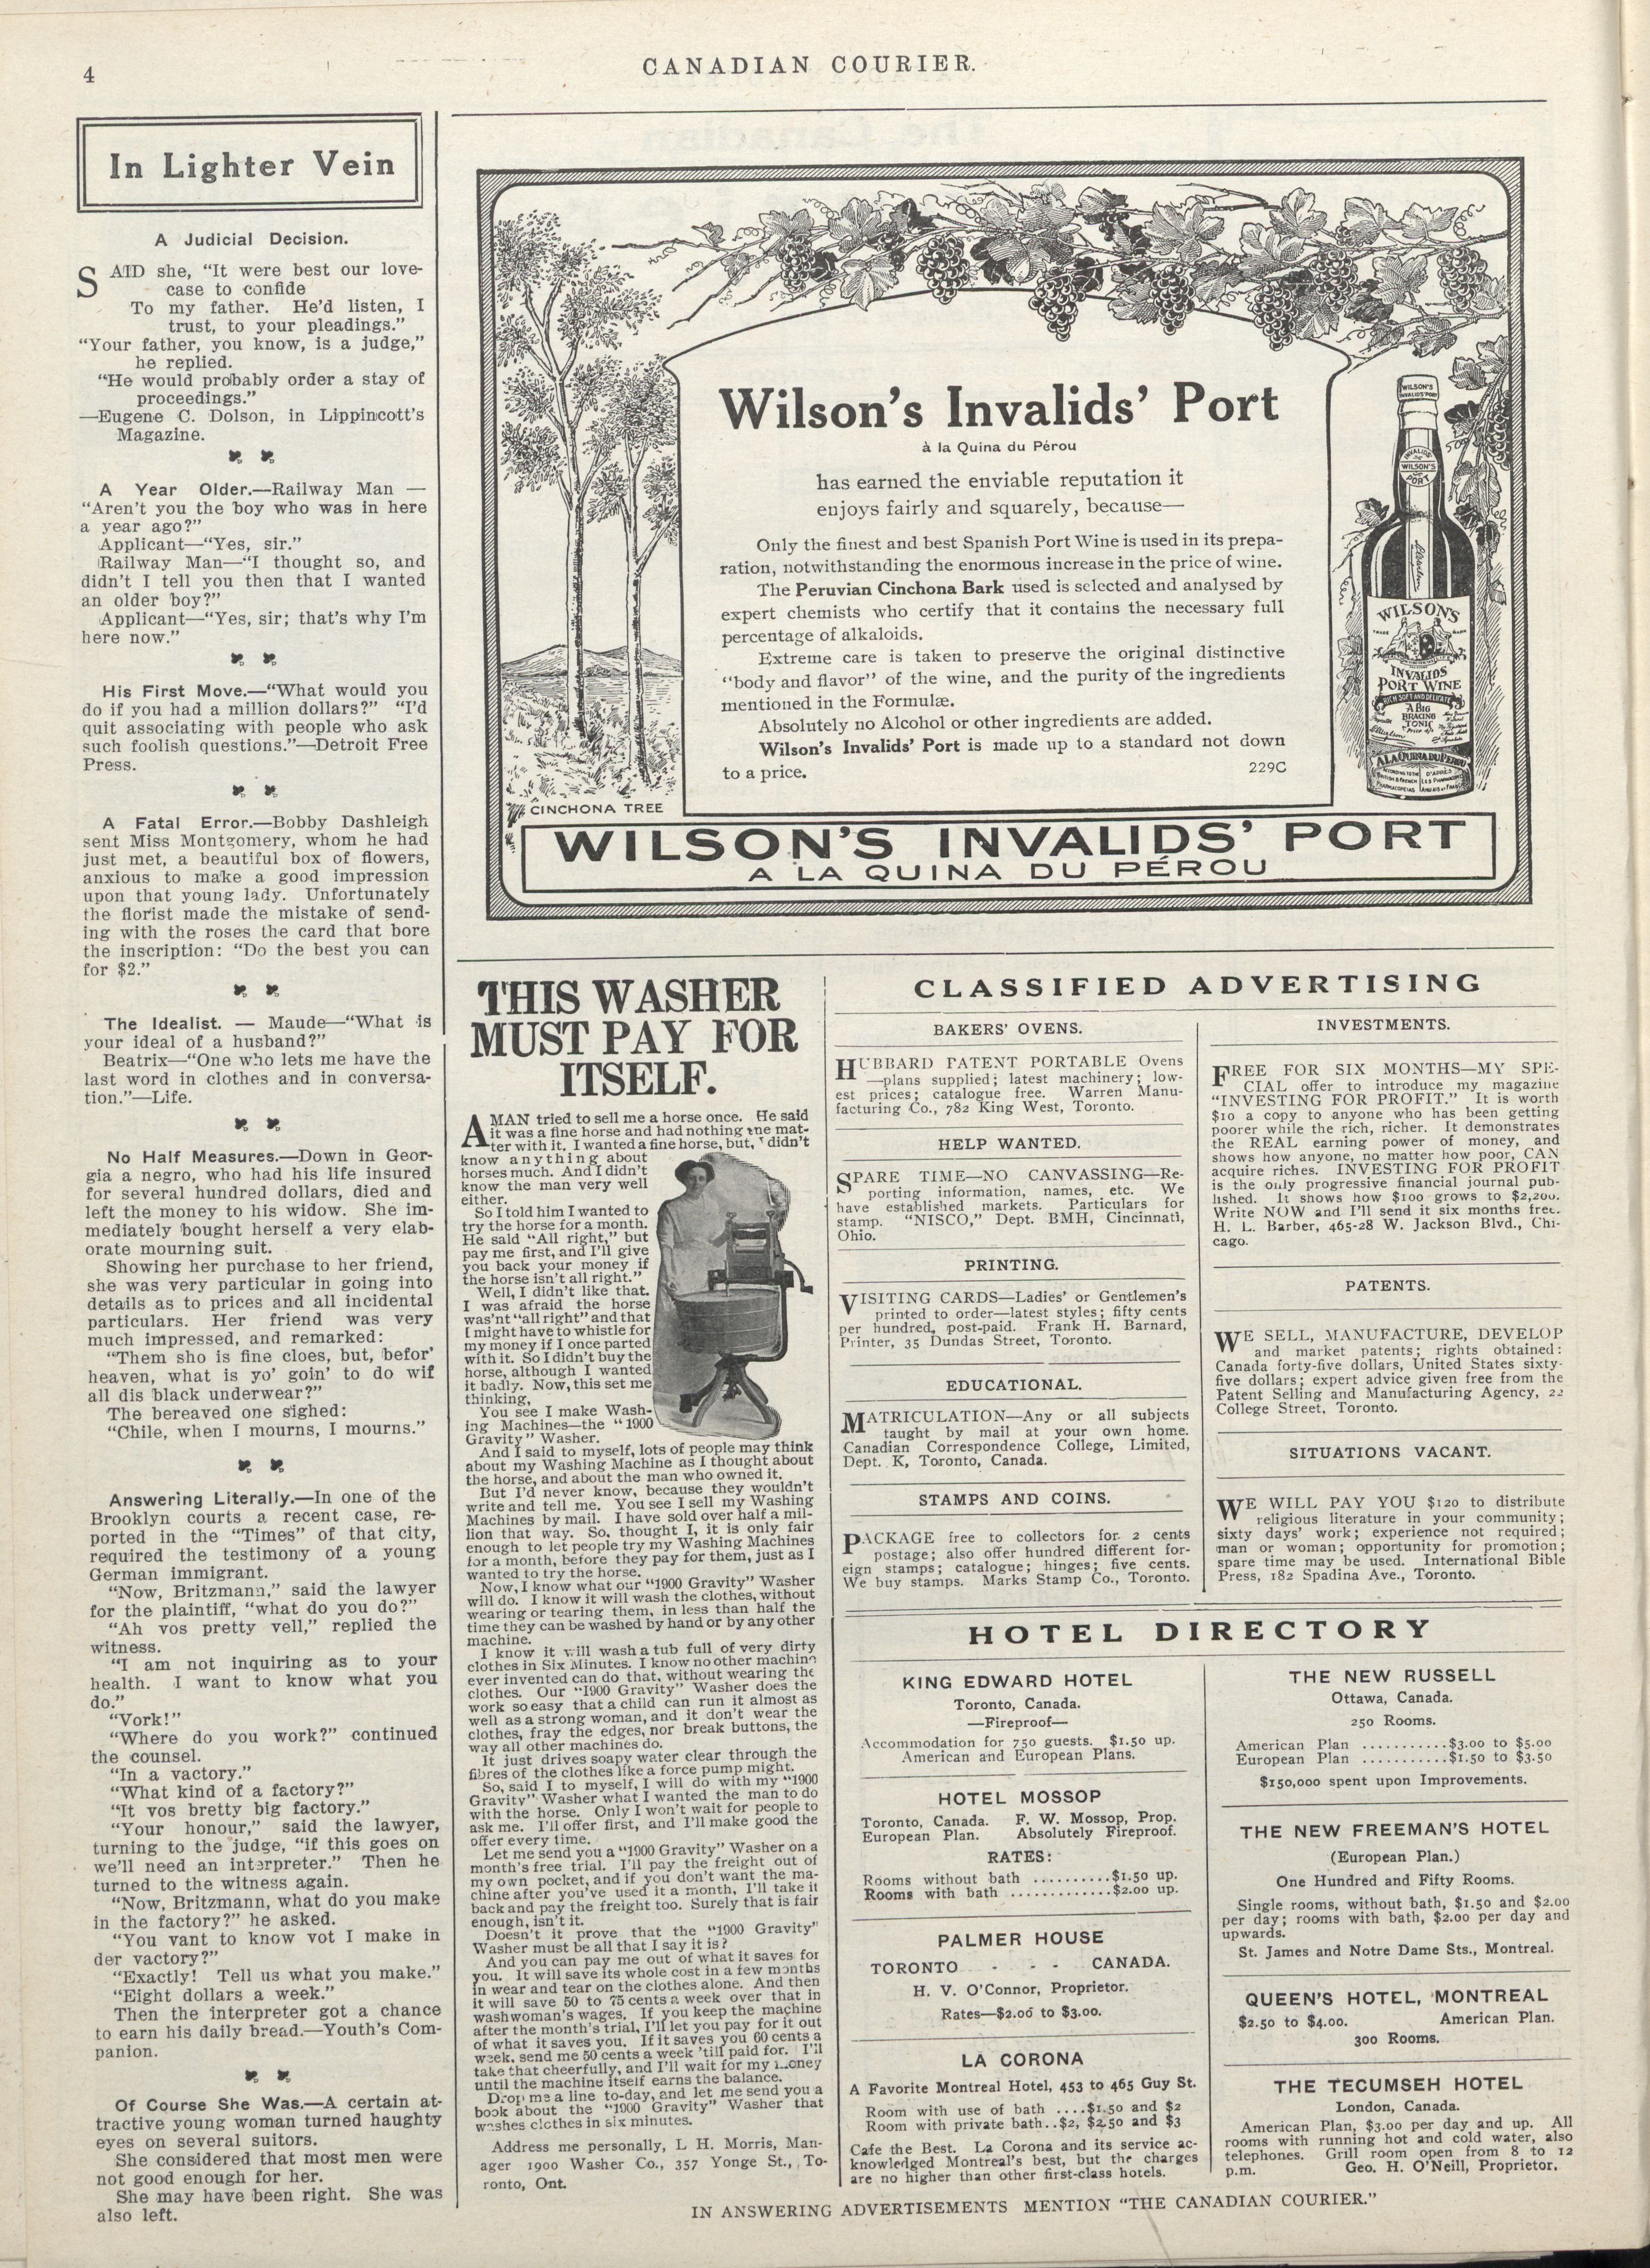 4
CANADIAN COURIER.
In Lighter Vein
A Judicial Decision.
SAID she, “It were best our love-
case to confide
To my father. He'd listen, I
trust, to your pleadings.”
“Your father, you know, is a judge,”
he replied.
“He would probably order a stay of
proceedings.”
—Eugene C. Dolson, in Lippincott's
Magazine.
A Year Older.—Railway Man —
“Aren't you the boy who was in here
a year ago?”
Applicant—“Yes, sir.”
Railway Man—“I thought so, and
didn't I tell you then that I wanted
an older boy?”
Applicant—“Yes, sir; that's why I'm
here now.”
His First Move.—“What would you
do if you had a million dollars?” “I'd
quit associating with people who ask
such foolish questions.”—Detroit Free
Press.
A Fatal Error.—Bobby Dashleigh
sent Miss Montgomery, whom he had
just met, a beautiful box of flowers,
anxious to make a good impression
upon that young lady. Unfortunately
the florist made the mistake of send-
ing with the roses the card that bore
the inscription: “Do the best you can
for $2.”
The Idealist. — Maude—“What is
your ideal of a husband?”
Beatrix—“One who lets me have the
last word in clothes and in conversa-
tion.”—Life.
No Half Measures.—Down in Geor-
gia a negro, who had his life insured
for several hundred dollars, died and
left the money to his widow. She im-
mediately bought herself a very elab-
orate mourning suit.
Showing her purchase to her friend,
she was very particular in going into
details as to prices and all incidental
particulars. Her friend was very
much impressed, and remarked:
“Them sho is fine cloes, but, befor'
heaven, what is yo' goin' to do wif
all dis black underwear?”
The bereaved one sighed:
“Chile, when I mourns, I mourns.”
Answering Literally.—In one of the
Brooklyn courts a recent case, re-
ported in the “Times” of that city,
required the testimony of a young
German immigrant.
“Now, Britzmann,” said the lawyer
for the plaintiff, “what do you do?”
“Ah vos pretty vell,” replied the
witness.
“I am not inquiring as to your
health. I want to know what you
do.”
“Vork!”
“Where do you work?” continued
the counsel.
“In a vactory.”
“What kind of a factory?”
“It vos bretty big factory.”
“Your honour,” said the lawyer,
turning to the judge, “if this goes on
we'll need an interpreter.” Then he
turned to the witness again.
“Now, Britzmann, what do you make
in the factory?” he asked.
“You vant to know vot I make in
der vactory?”
“Exactly! Tell us what you make.”
“Eight dollars a week.”
Then the interpreter got a chance
to earn his daily bread.—Youth's Com-
panion.
Of Course She Was.—A certain at-
tractive young woman turned haughty
eyes on several suitors.
She considered that most men were
not good enough for her.
She may have been right. She was
also left.
Wilson's Invalids' Port
à la Quina du Pérou
has earned the enviable reputation it
enjoys fairly and squarely, because—
Only the finest and best Spanish Port Wine is used in its prepa-
ration, notwithstanding the enormous increase in the price of wine.
The Peruvian Cinchona Bark used is selected and analysed by
expert chemists who certify that it contains the necessary full
percentage of alkaloids.
Extreme care is taken to preserve the original distinctive
“body and flavor” of the wine, and the purity of the ingredients
mentioned in the Formulæ.
Absolutely no Alcohol or other ingredients are added.
Wilson's Invalids' Port is made up to a standard not down
to a price. 229C
CINCHONA TREE
WILSON'S
INVALIDS' PORT
WILSON'S
PORT
WILSON'S
TRADE MARK
INVALIDS'
PORT WINE
A BIG
BRACING
TONIC
A LA QUINA DU PEROU
WILSON'S INVALIDS' PORT
A LA QUINA DU PÉROU
THIS WASHER
MUST PAY FOR
ITSELF.
A MAN tried to sell me a horse once. He said
it was a fine horse and had nothing the mat-
ter with it. I wanted a fine horse, but, I didn't
know anything about
horses much. And I didn't
know the man very well
either.
So I told him I wanted to
try the horse for a month.
He said “All right,” but
pay me first, and I'll give
you back your money if
the horse isn't all right.”
Well, I didn't like that.
I was afraid the horse
was'nt “all right” and that
I might have to whistle for
my money if I once parted
with it. So I didn't buy the
horse, although I wanted
it badly. Now, this set me
thinking,
You see I make Wash-
ing Machines—the “1900
Gravity” Washer.
And I said to myself, lots of people may think
about my Washing Machine as I thought about
the horse, and about the man who owned it.
But I'd never know, because they wouldn't
write and tell me. You see I sell my Washing
Machines by mail. I have sold over half a mil-
lion that way. So, thought I, it is only fair
enough to let people try my Washing Machines
for a month, before they pay for them, just as I
wanted to try the horse.
Now, I know what our “1900 Gravity” Washer
will do. I know it will wash the clothes, without
wearing or tearing them, in less than half the
time they can be washed by hand or by any other
machine.
I know it will wash a tub full of very dirty
clothes in Six Minutes. I know no other machine
ever invented can do that, without wearing the
clothes. Our “1900 Gravity” Washer does the
work so easy that a child can run it almost as
well as a strong woman, and it don't wear the
clothes, fray the edges, nor break buttons, the
way all other machines do.
It just drives soapy water clear through the
fibres of the clothes like a force pump might.
So, said I to myself, I will do with my “1900
Gravity” Washer what I wanted the man to do
with the horse. Only I won't wait for people to
ask me. I'll offer first, and I'll make good the
offer every time.
Let me send you a “1900 Gravity” Washer on a
month's free trial. I'll pay the freight out of
my own pocket, and if you don't want the ma-
chine after you've used it a month, I'll take it
back and pay the freight too. Surely that is fair
enough, isn't it.
Doesn't it prove that the “1900 Gravity”
Washer must be all that I say it is?
And you can pay me out of what it saves for
you. It will save its whole cost in a few months
in wear and tear on the clothes alone. And then
it will save 50 to 75 cents a week over that in
washwoman's wages. If you keep the machine
after the month's trial, I'll let you pay for it out
of what it saves you. If it saves you 60 cents a
week, send me 50 cents a week 'till paid for. I'll
take that cheerfully, and I'll wait for my money
until the machine itself earns the balance.
Drop me a line to-day, and let me send you a
book about the “1900 Gravity” Washer that
washes clothes in six minutes.
Address me personally, L H. Morris, Man-
ager 1900 Washer Co., 357 Yonge St., To-
ronto, Ont.
CLASSIFIED ADVERTISING
BAKERS' OVENS.
HUBBARD PATENT PORTABLE Ovens
—plans supplied; latest machinery; low-
est prices; catalogue free. Warren Manu-
facturing Co., 782 King West, Toronto.
HELP WANTED.
SPARE TIME—NO CANVASSING—Re-
porting information, names, etc. We
have established markets. Particulars for
stamp. “NISCO,” Dept. BMH, Cincinnati,
Ohio.
PRINTING.
VISITING CARDS—Ladies' or Gentlemen's
printed to order—latest styles; fifty cents
per hundred, post-paid. Frank H. Barnard,
Printer, 35 Dundas Street, Toronto.
EDUCATIONAL.
MATRICULATION—Any or all subjects
taught by mail at your own home.
Canadian Correspondence College, Limited,
Dept. K, Toronto, Canada.
STAMPS AND COINS.
PACKAGE free to collectors for 2 cents
postage; also offer hundred different for-
eign stamps; catalogue; hinges; five cents.
We buy stamps. Marks Stamp Co., Toronto.
INVESTMENTS.
FREE FOR SIX MONTHS—MY SPE-
CIAL offer to introduce my magazine
“INVESTING FOR PROFIT.” It is worth
$10 a copy to anyone who has been getting
poorer while the rich, richer. It demonstrates
the REAL earning power of money, and
shows how anyone, no matter how poor, CAN
acquire riches. INVESTING FOR PROFIT
is the only progressive financial journal pub-
lished. It shows how $100 grows to $2,200.
Write NOW and I'll send it six months free.
H. L. Barber, 465-28 W. Jackson Blvd., Chi-
cago.
PATENTS.
WE SELL, MANUFACTURE, DEVELOP
and market patents; rights obtained:
Canada forty-five dollars, United States sixty-
five dollars; expert advice given free from the
Patent Selling and Manufacturing Agency, 22
College Street, Toronto.
SITUATIONS VACANT.
WE WILL PAY YOU $120 to distribute
religious literature in your community;
sixty days' work; experience not required;
man or woman; opportunity for promotion;
spare time may be used. International Bible
Press, 182 Spadina Ave., Toronto.
HOTEL DIRECTORY
KING EDWARD HOTEL
Toronto, Canada.
—Fireproof—
Accommodation for 750 guests. $1.50 up.
American and European Plans.
HOTEL MOSSOP
Toronto, Canada. F. W. Mossop, Prop.
European Plan. Absolutely Fireproof.
RATES:
Rooms without bath ..........$1.50 up.
Rooms with bath .............$2.00 up.
PALMER HOUSE
TORONTO - - - CANADA.
H. V. O'Connor, Proprietor.
Rates—$2.00 to $3.00.
LA CORONA
A Favorite Montreal Hotel, 453 to 465 Guy St.
Room with use of bath ....$1.50 and $2
Room with private bath..$2, $2.50 and $3
Cafe the Best. La Corona and its service ac-
knowledged Montreal's best, but the charges
are no higher than other first-class hotels.
THE NEW RUSSELL
Ottawa, Canada.
250 Rooms.
American Plan ...........$3.00 to $5.00
European Plan ...........$1.50 to $3.50
$150,000 spent upon Improvements.
THE NEW FREEMAN'S HOTEL
(European Plan.)
One Hundred and Fifty Rooms.
Single rooms, without bath, $1.50 and $2.00
per day; rooms with bath, $2.00 per day and
upwards.
St. James and Notre Dame Sts., Montreal.
QUEEN'S HOTEL, MONTREAL
$2.50 to $4.00. American Plan.
300 Rooms.
THE TECUMSEH HOTEL
London, Canada.
American Plan, $3.00 per day and up. All
rooms with running hot and cold water, also
telephones. Grill room open from 8 to 12
p.m. Geo. H. O'Neill, Proprietor.
IN ANSWERING ADVERTISEMENTS MENTION “THE CANADIAN COURIER.”